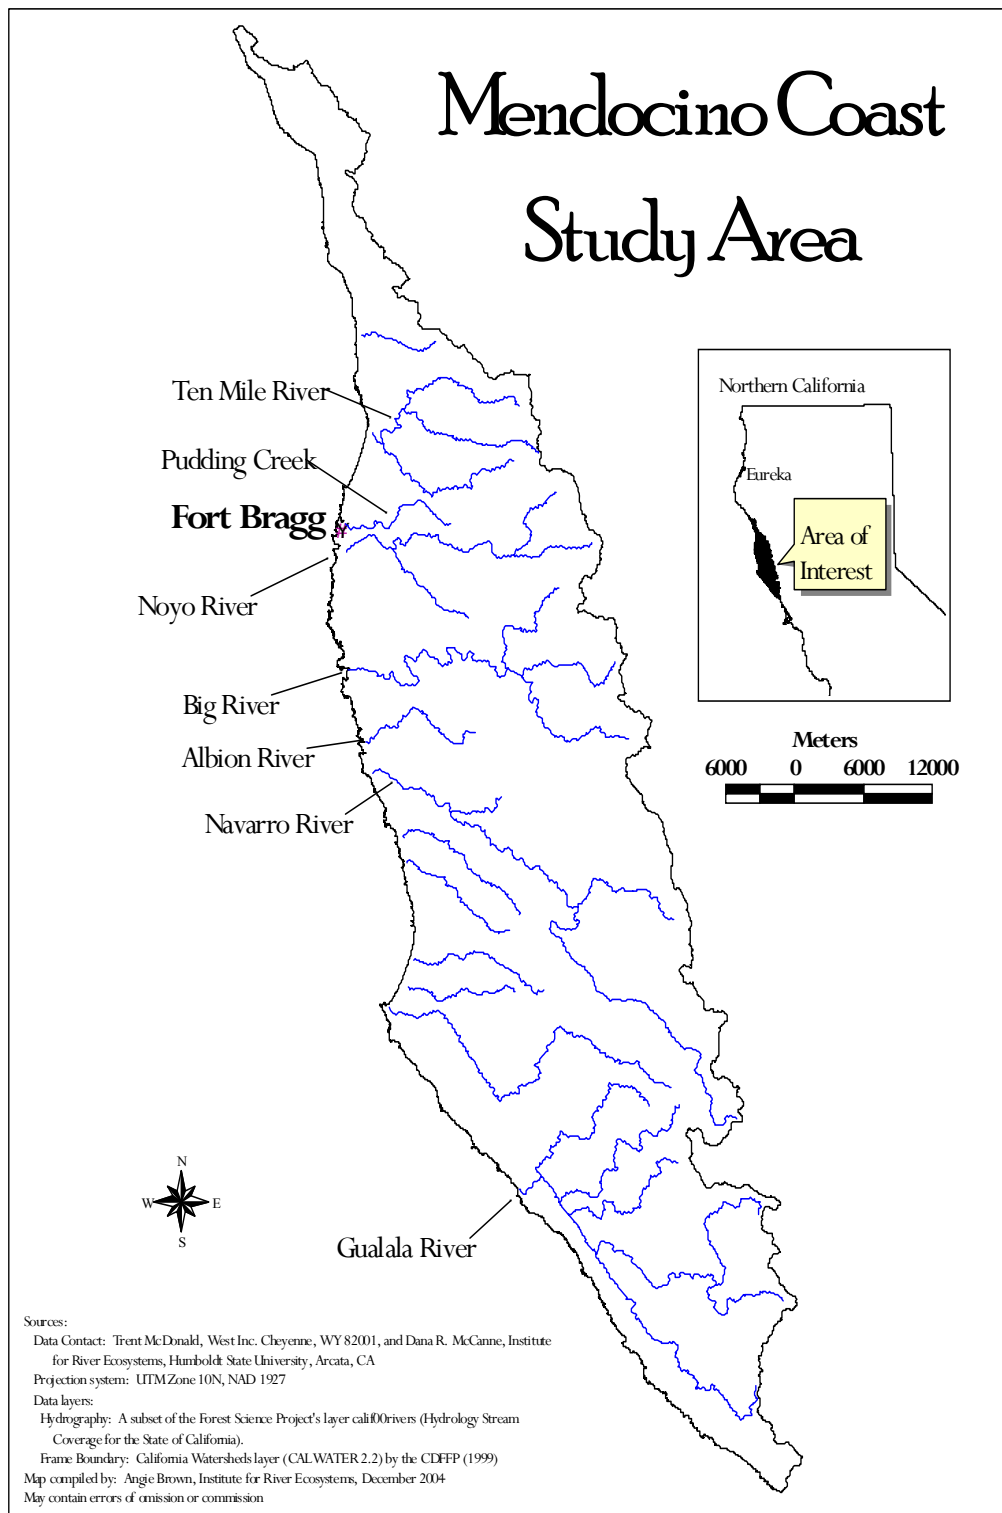 Mendocino Coast
Study Area
Ten Mile River
Pudding Creek
Fort Bragg
Noyo River
Big River
Albion River
Navarro River
Gualala River
Northern California
Eureka
Area of
Interest
Meters
6000 0 6000 12000
N
W E
S
Sources:
Data Contact: Trent McDonald, West Inc. Cheyenne, WY 82001, and Dana R. McCanne, Institute
for River Ecosystems, Humboldt State University, Arcata, CA
Projection system: UTM Zone 10N, NAD 1927
Data layers:
Hydrography: A subset of the Forest Science Project's layer calif00rivers (Hydrology Stream
Coverage for the State of California).
Frame Boundary: California Watersheds layer (CALWATER 2.2) by the CDFFP (1999)
Map compiled by: Angie Brown, Institute for River Ecosystems, December 2004
May contain errors of omission or commission